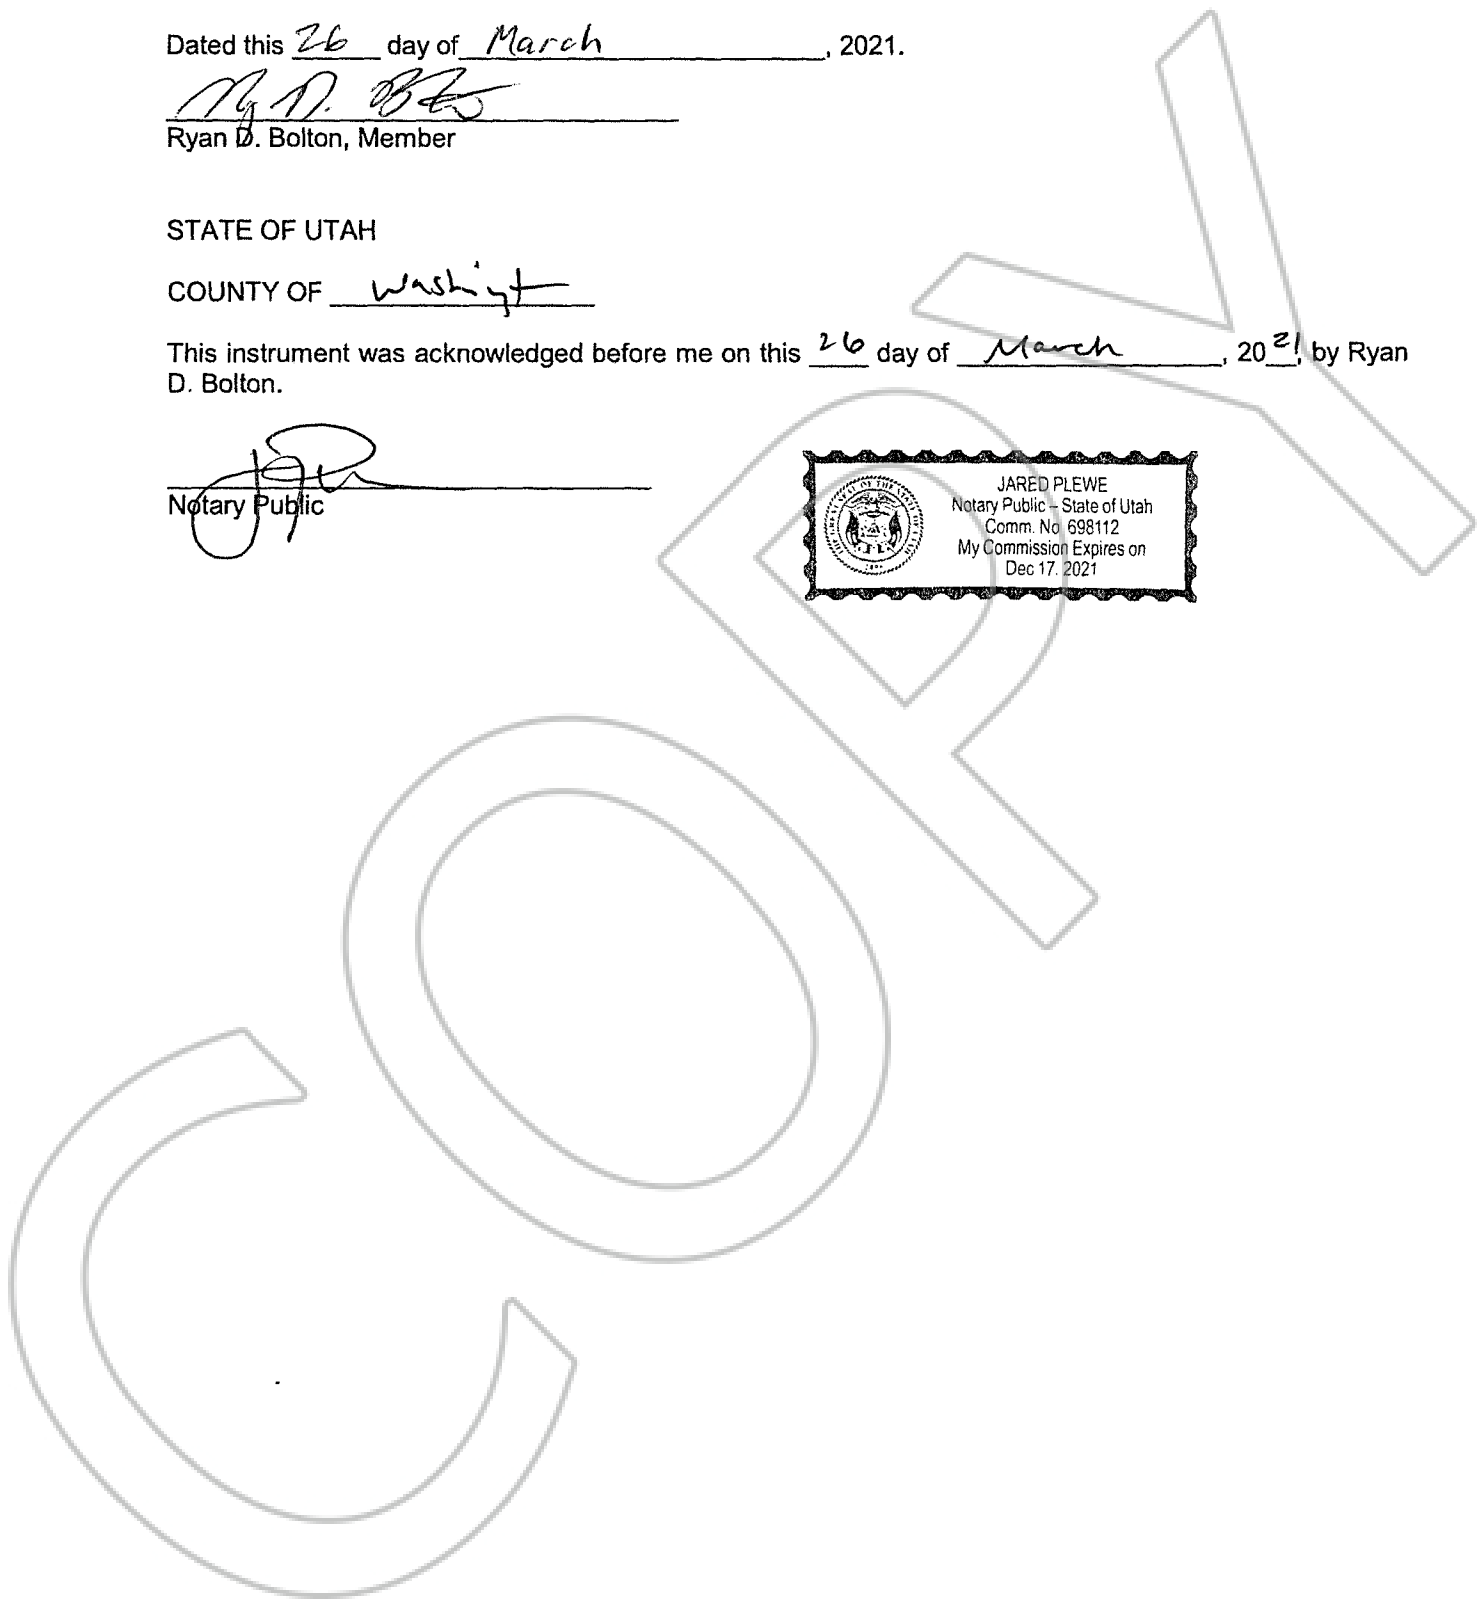 Dated this 26 day of March, 2021.
Ryan D. Bolton, Member
STATE OF UTAH
COUNTY OF Washingt
This instrument was acknowledged before me on this 26 day of March, 2021, by Ryan
D. Bolton.
Notary Public
JARED PLEWE
Notary Public – State of Utah
Comm. No. 698112
My Commission Expires on
Dec 17, 2021
COPY